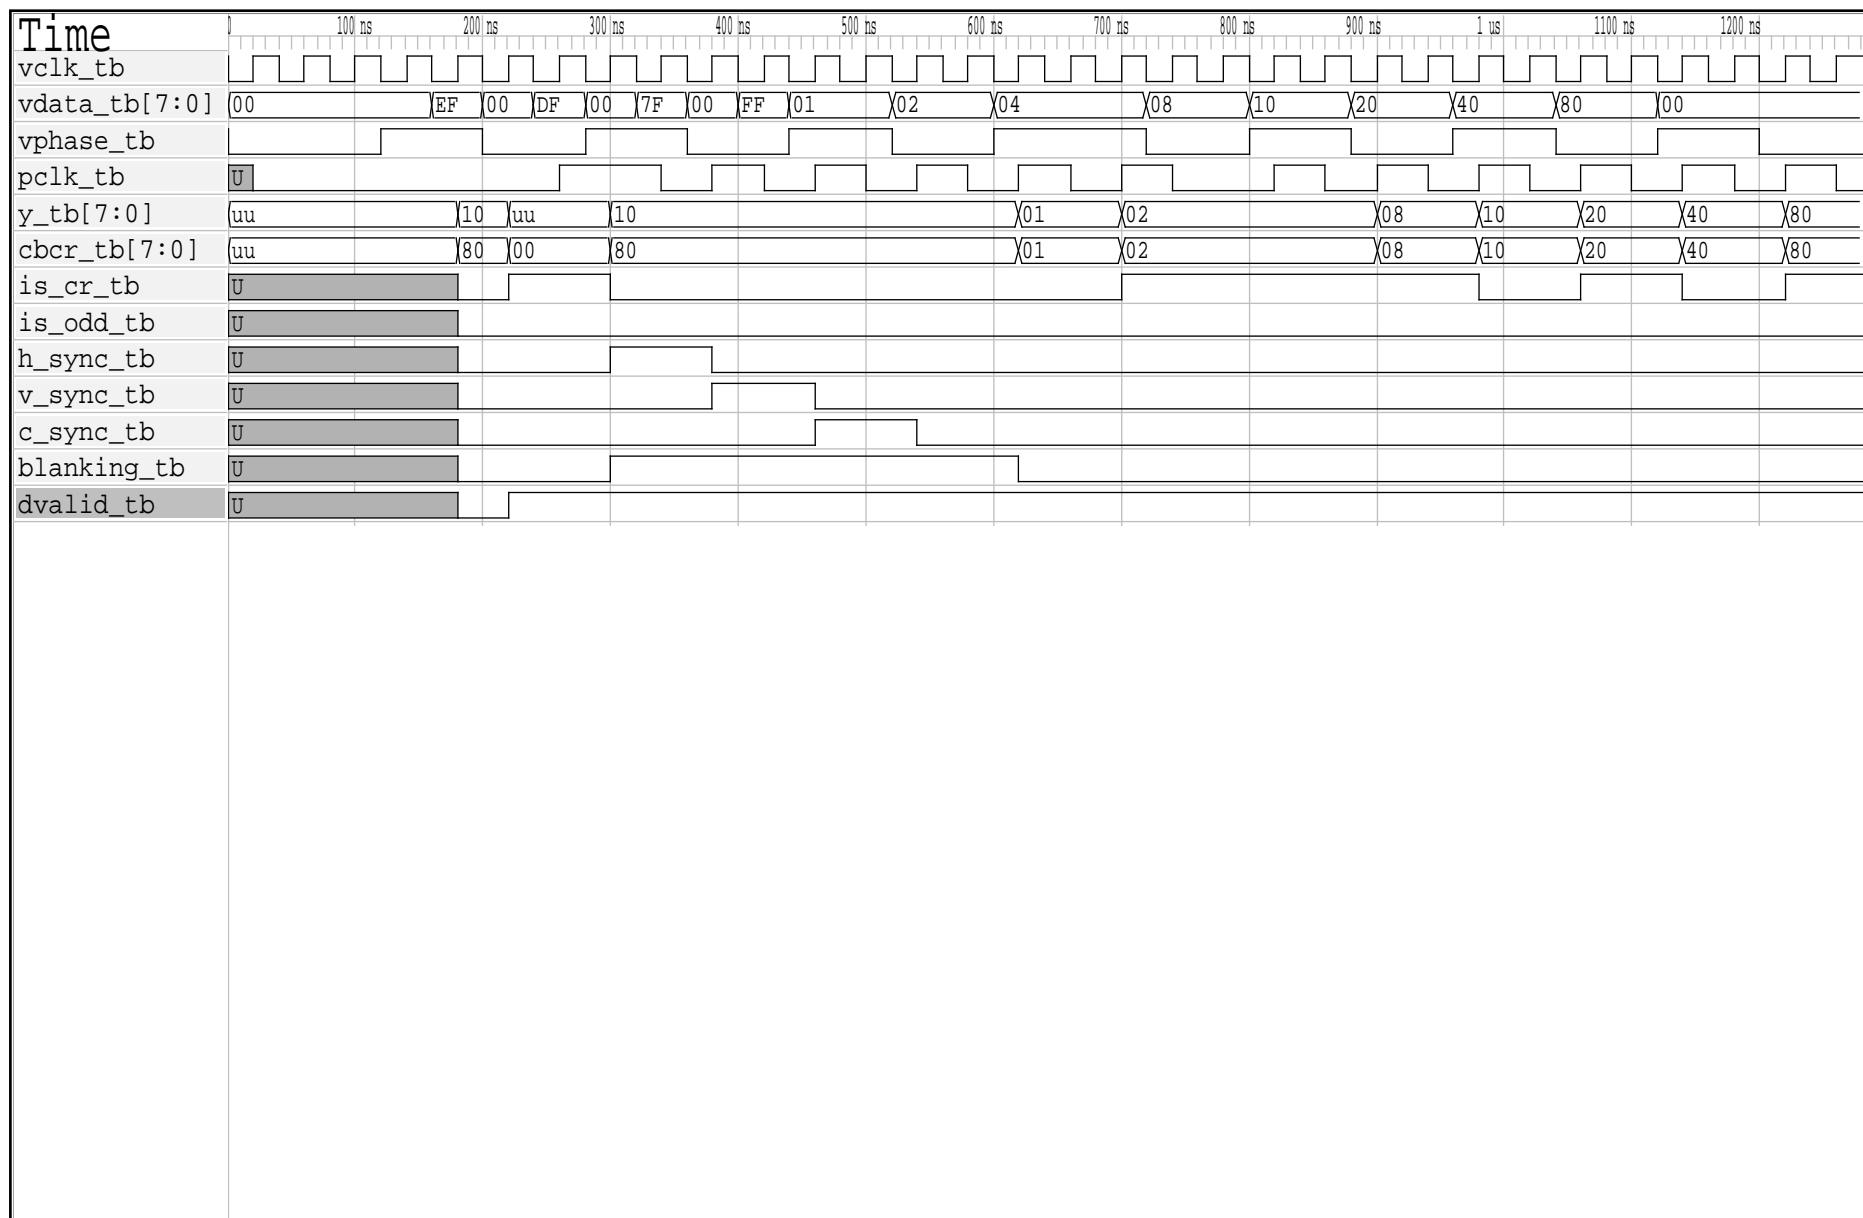 Time 0 100 ns 200 ns 300 ns 400 ns 500 ns 600 ns 700 ns 800 ns 900 ns 1 us 1100 ns 1200 ns
vclk_tb
vdata_tb[7:0] 00 EF 00 DF 00 7F 00 FF 01 02 04 08 10 20 40 80 00
vphase_tb
pclk_tb U
y_tb[7:0] uu 10 uu 10 01 02 08 10 20 40 80
cbcr_tb[7:0] uu 80 00 80 01 02 08 10 20 40 80
is_cr_tb U
is_odd_tb U
h_sync_tb U
v_sync_tb U
c_sync_tb U
blanking_tb U
dvalid_tb U